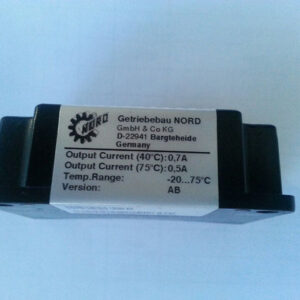 NORD
Getriebebau NORD
GmbH & Co KG
D-22941 Bargteheide
Germany
Output Current (40°C): 0,7A
Output Current (75°C): 0,5A
Temp.Range: -20...75°C
Version: AB